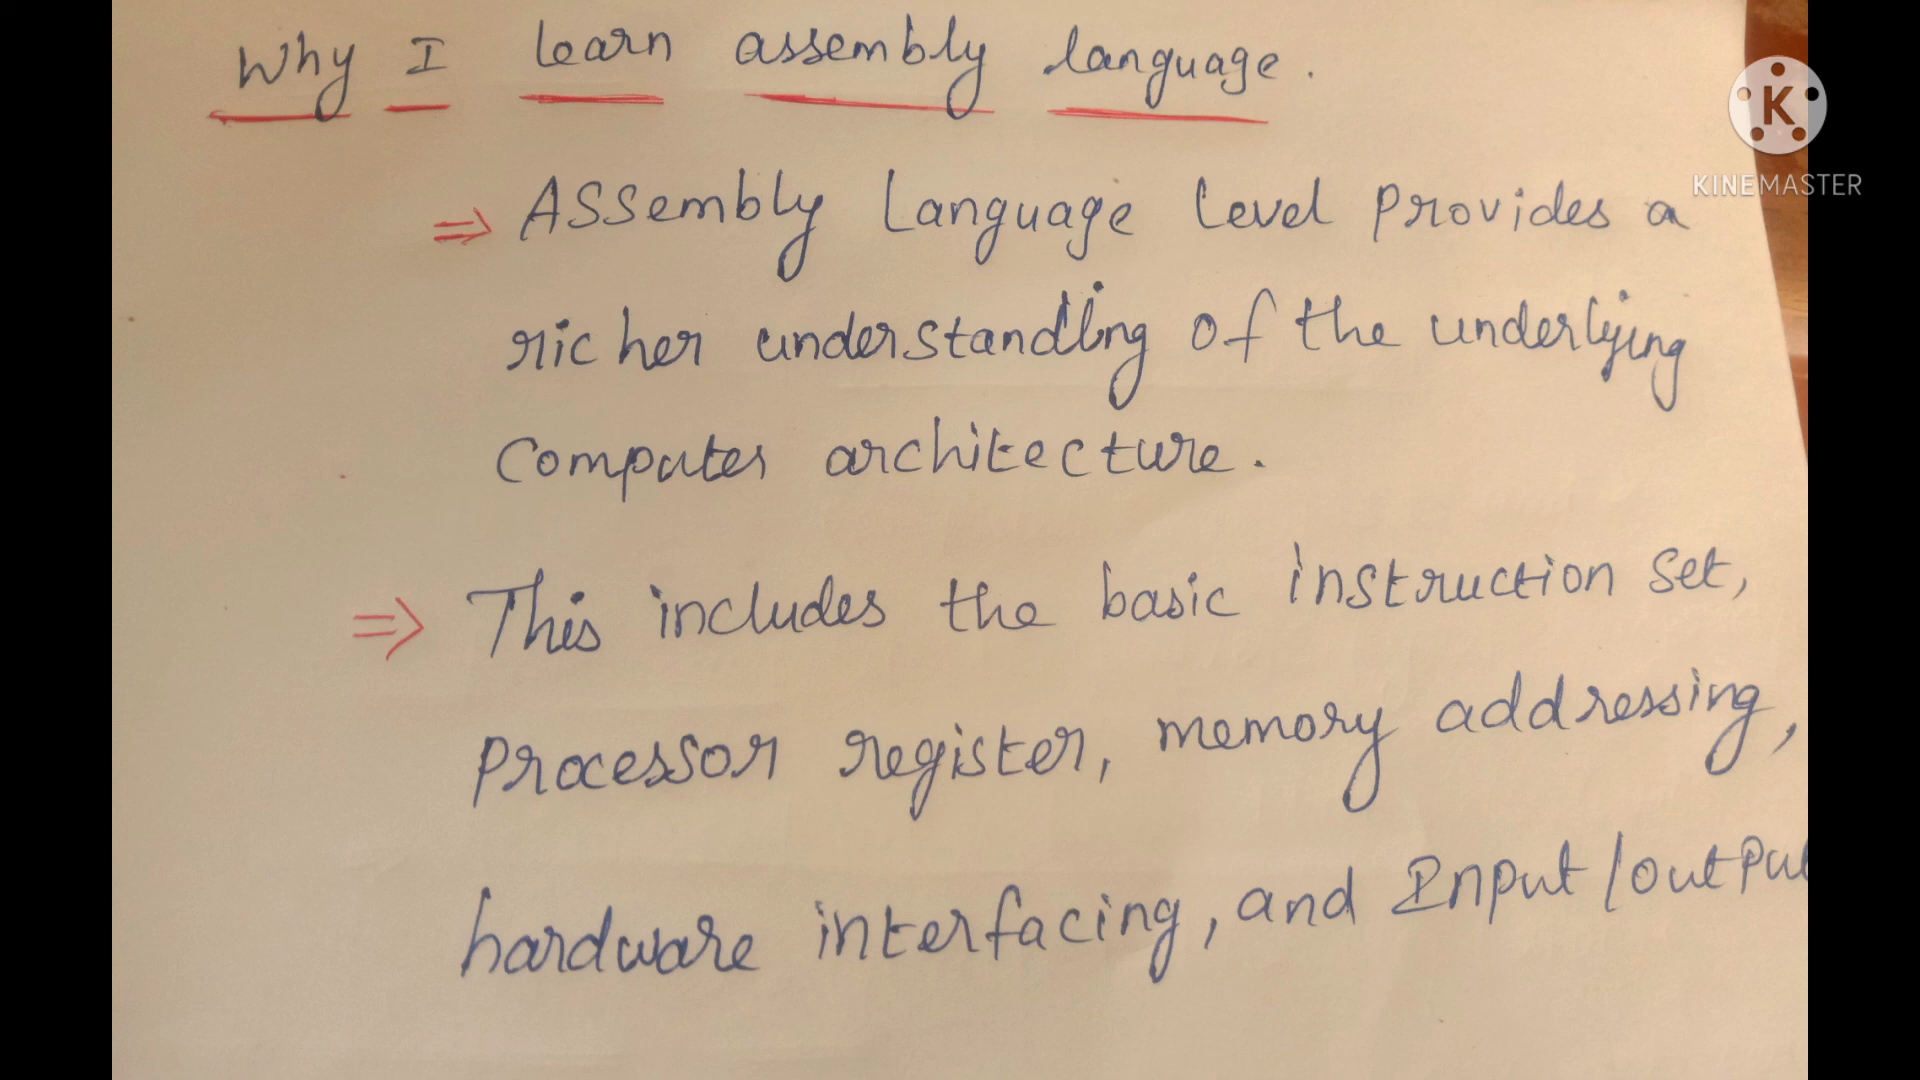 Why I learn assembly language.
K
KINEMASTER
⇒ Assembly Language level provides a
richer understanding of the underlying
Computer architecture.
⇒ This includes the basic instruction set,
processor register, memory addressing,
hardware interfacing, and Input/output